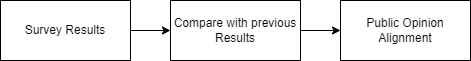 Survey Results
Compare with previous
Results
Public Opinion
Alignment